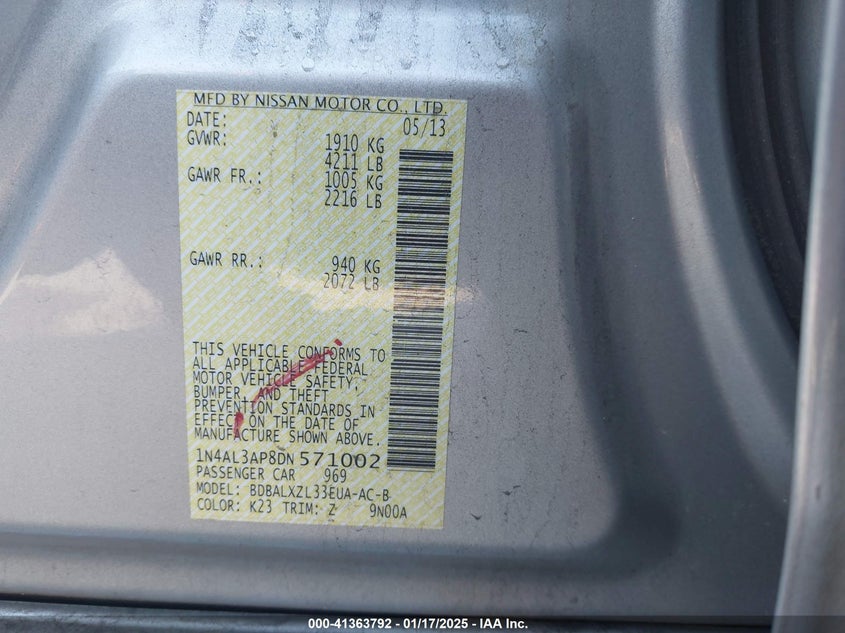 MFD BY NISSAN MOTOR CO., LTD.
DATE: 05/13
GVWR: 1910 KG
4211 LB
GAWR FR.: 1005 KG
2216 LB
GAWR RR.: 940 KG
2072 LB
THIS VEHICLE CONFORMS TO
ALL APPLICABLE FEDERAL
MOTOR VEHICLE SAFETY,
BUMPER, AND THEFT
PREVENTION STANDARDS IN
EFFECT ON THE DATE OF
MANUFACTURE SHOWN ABOVE.
1N4AL3AP8DN 571002
PASSENGER CAR 969
MODEL: BDBALXZL33EUA-AC-B
COLOR: K23 TRIM: Z 9N00A
000-41363792 - 01/17/2025 - IAA Inc.